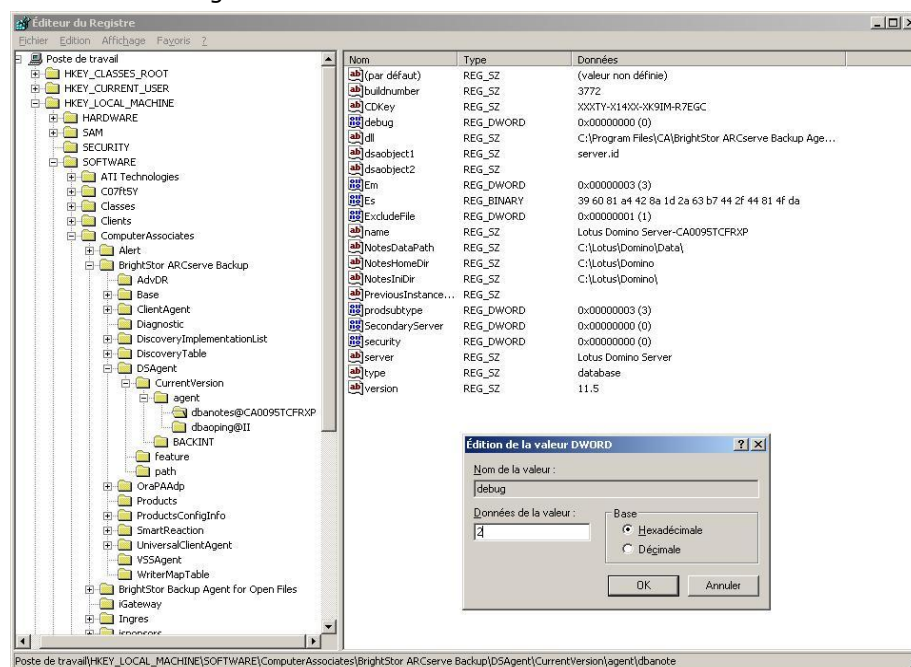 Éditeur du Registre
Fichier Edition Affichage Favoris ?
Poste de travail
HKEY_CLASSES_ROOT
HKEY_CURRENT_USER
HKEY_LOCAL_MACHINE
HARDWARE
SAM
SECURITY
SOFTWARE
ATI Technologies
C07ft5Y
Classes
Clients
ComputerAssociates
Alert
BrightStor ARCserve Backup
AdvDR
Base
ClientAgent
Diagnostic
DiscoveryImplementationList
DiscoveryTable
DSAgent
CurrentVersion
agent
dbanotes@CA0095TCFRXP
dbaoping@II
BACKINT
feature
path
OraPAAdp
Products
ProductsConfigInfo
SmartReaction
UniversalClientAgent
VSSAgent
WriterMapTable
BrightStor Backup Agent for Open Files
iGateway
Ingres
Nom Type Données
(par défaut) REG_SZ (valeur non définie)
buildnumber REG_SZ 3772
CDKey REG_SZ XXXTY-X14XX-XK9IM-R7EGC
debug REG_DWORD 0x00000000 (0)
dll REG_SZ C:\Program Files\CA\BrightStor ARCserve Backup Age...
dsaobject1 REG_SZ server.id
dsaobject2 REG_SZ
Em REG_DWORD 0x00000003 (3)
Es REG_BINARY 39 60 81 a4 42 8a 1d 2a 63 b7 44 2f 44 81 4f da
ExcludeFile REG_DWORD 0x00000001 (1)
name REG_SZ Lotus Domino Server-CA0095TCFRXP
NotesDataPath REG_SZ C:\Lotus\Domino\Data\
NotesHomeDir REG_SZ C:\Lotus\Domino
NotesIniDir REG_SZ C:\Lotus\Domino\
PreviousInstance... REG_SZ
prodsubtype REG_DWORD 0x00000003 (3)
SecondaryServer REG_DWORD 0x00000000 (0)
security REG_DWORD 0x00000000 (0)
server REG_SZ Lotus Domino Server
type REG_SZ database
version REG_SZ 11.5
Édition de la valeur DWORD
Nom de la valeur :
debug
Données de la valeur :
2
Base
Hexadécimale
Décimale
OK Annuler
Poste de travail\HKEY_LOCAL_MACHINE\SOFTWARE\ComputerAssociates\BrightStor ARCserve Backup\DSAgent\CurrentVersion\agent\dbanote